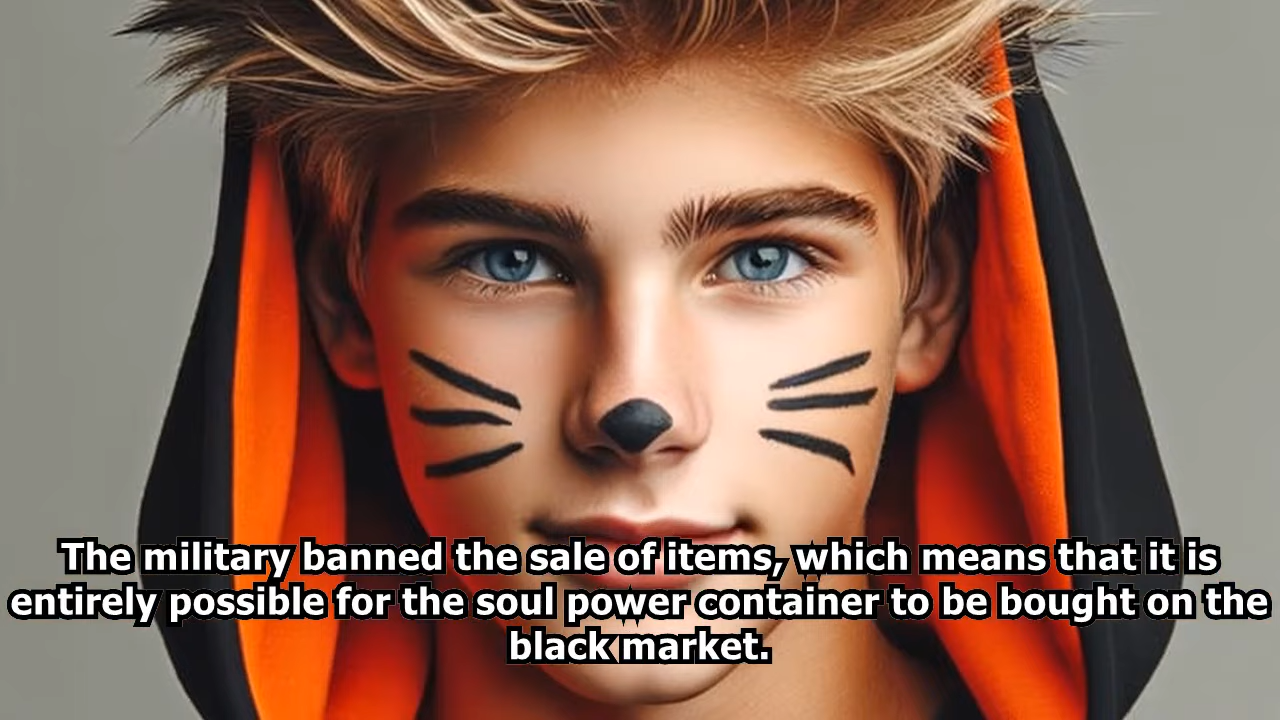 The military banned the sale of items, which means that it is
entirely possible for the soul power container to be bought on the
black market.